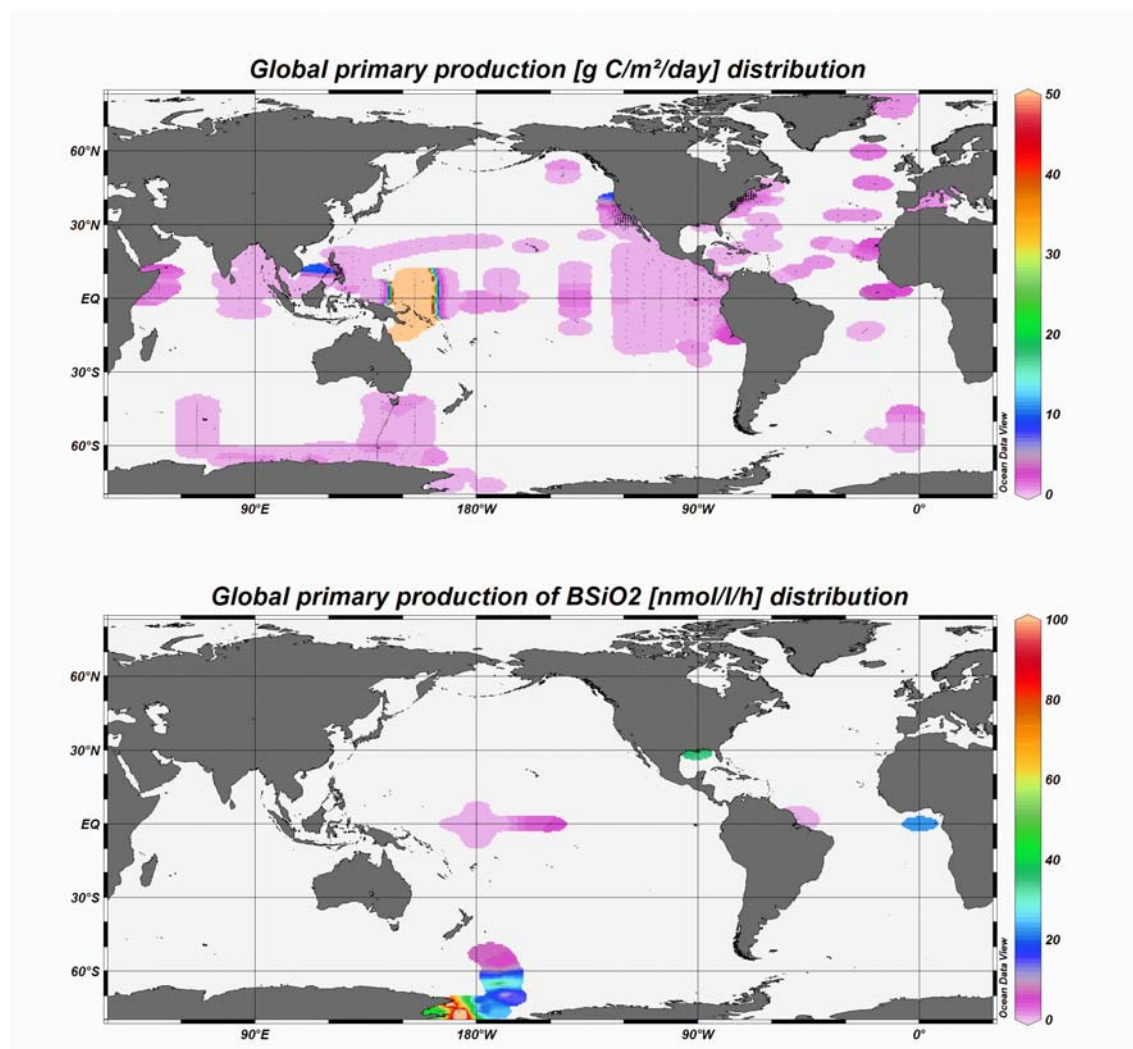 Global primary production [g C/m²/day] distribution
50
60°N
40
30°N
30
EQ
20
30°S
10
60°S
Ocean Data View
0
90°E
180°W
90°W
0°
Global primary production of BSiO2 [nmol/l/h] distribution
100
60°N
80
30°N
60
EQ
40
30°S
20
60°S
Ocean Data View
0
90°E
180°W
90°W
0°